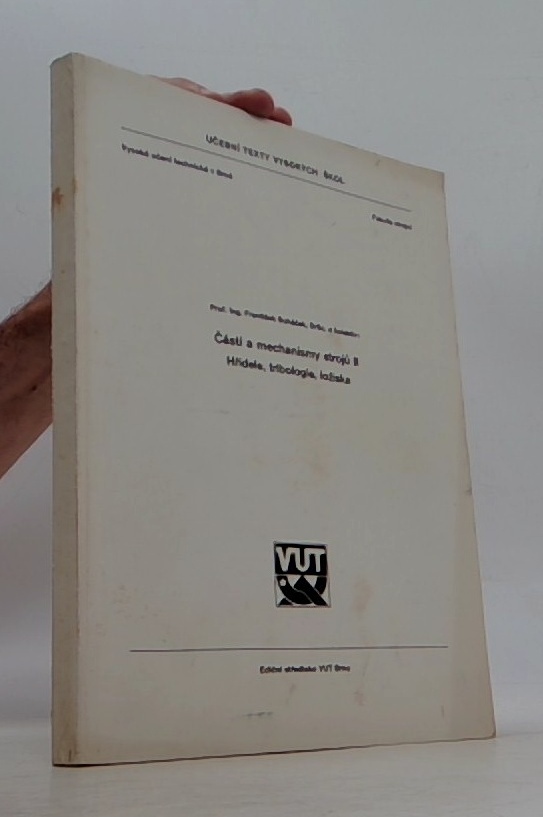 UČEBNÍ TEXTY VYSOKÝCH ŠKOL
Vysoké učení technické v Brně
Fakulta strojní
Prof. Ing. František Boháček, DrSc. a kolektiv
Části a mechanismy strojů II
Hřídele, tribologie, ložiska
VUT
Ediční středisko VUT Brno